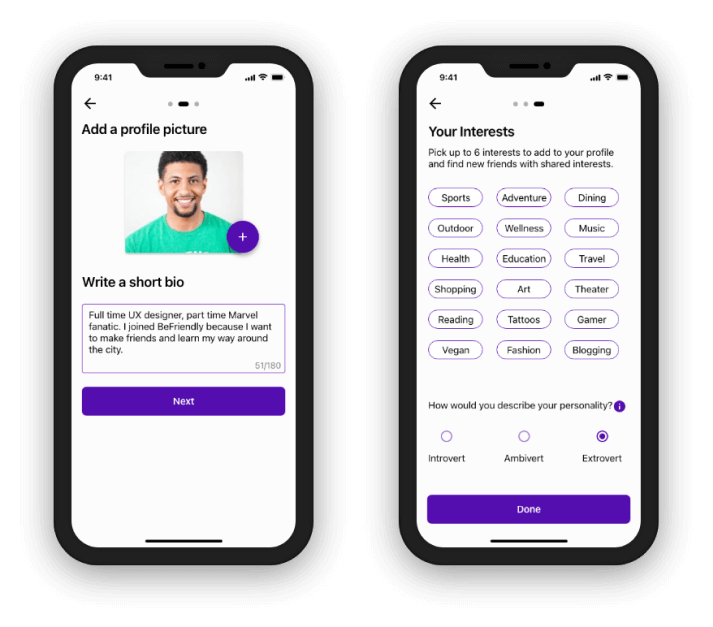 9:41
Add a profile picture
+
Write a short bio
Full time UX designer, part time Marvel
fanatic. I joined BeFriendly because I want
to make friends and learn my way around
the city.
51/180
Next
9:41
Your Interests
Pick up to 6 interests to add to your profile
and find new friends with shared interests.
Sports Adventure Dining
Outdoor Wellness Music
Health Education Travel
Shopping Art Theater
Reading Tattoos Gamer
Vegan Fashion Blogging
How would you describe your personality? i
Introvert Ambivert Extrovert
Done